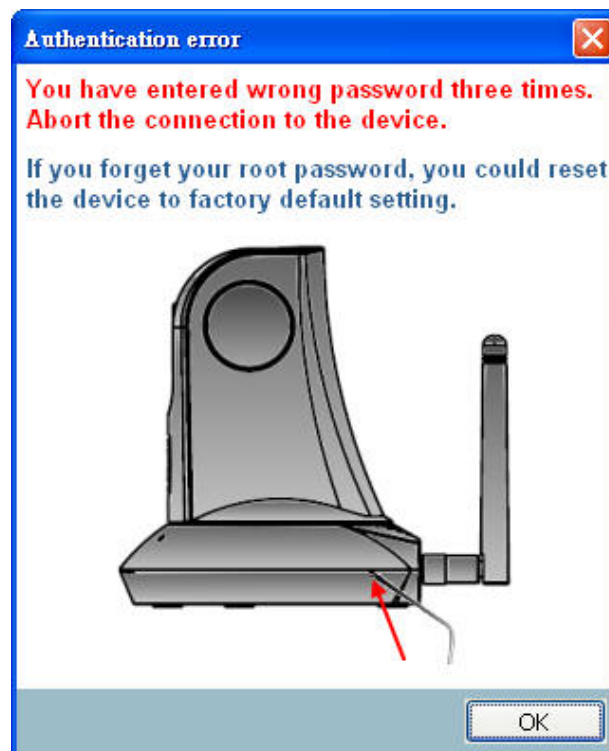 Authentication error
You have entered wrong password three times.
Abort the connection to the device.
If you forget your root password, you could reset
the device to factory default setting.
OK